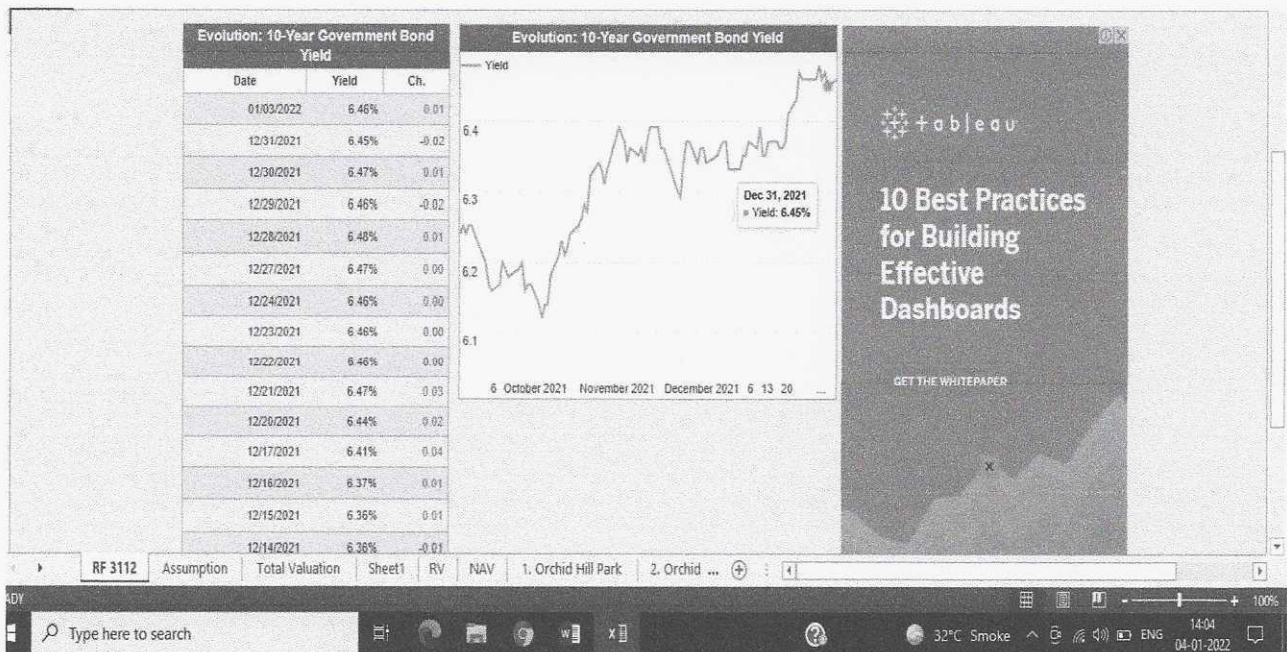 Evolution: 10-Year Government Bond
Yield
Date Yield Ch.
01/03/2022 6.46% 0.01
12/31/2021 6.45% -0.02
12/30/2021 6.47% 0.01
12/29/2021 6.46% -0.02
12/28/2021 6.48% 0.01
12/27/2021 6.47% 0.00
12/24/2021 6.46% 0.00
12/23/2021 6.46% 0.00
12/22/2021 6.46% 0.00
12/21/2021 6.47% 0.03
12/20/2021 6.44% 0.02
12/17/2021 6.41% 0.04
12/16/2021 6.37% 0.01
12/15/2021 6.36% 0.01
12/14/2021 6.36% -0.01
Evolution: 10-Year Government Bond Yield
Yield
6.4
6.3
6.2
6.1
Dec 31, 2021
Yield: 6.45%
6 October 2021 November 2021 December 2021 6 13 20 ...
tableau
10 Best Practices
for Building
Effective
Dashboards
GET THE WHITEPAPER
RF 3112 Assumption Total Valuation Sheet1 RV NAV 1. Orchid Hill Park 2. Orchid ...
ADY
100%
Type here to search
32°C Smoke ENG 14:04
04-01-2022